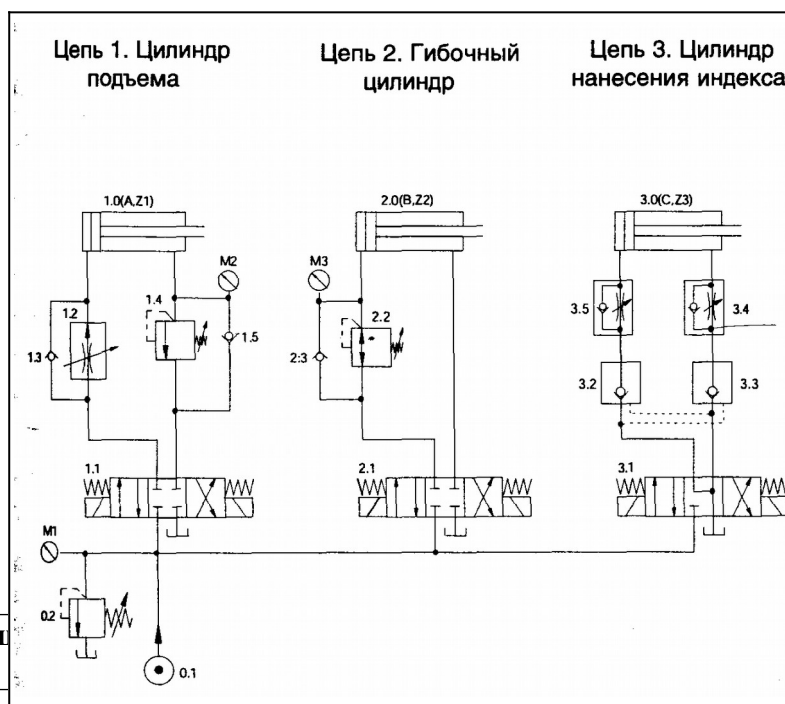 Цепь 1. Цилиндр
подъема
Цепь 2. Гибочный
цилиндр
Цепь 3. Цилиндр
нанесения индекса
1.0(A,Z1)
2.0(B,Z2)
3.0(C,Z3)
M2
M3
1.4
1.2
1.3
1.5
2.2
2:3
3.5
3.4
3.2
3.3
1.1
2.1
3.1
M1
0.2
0.1